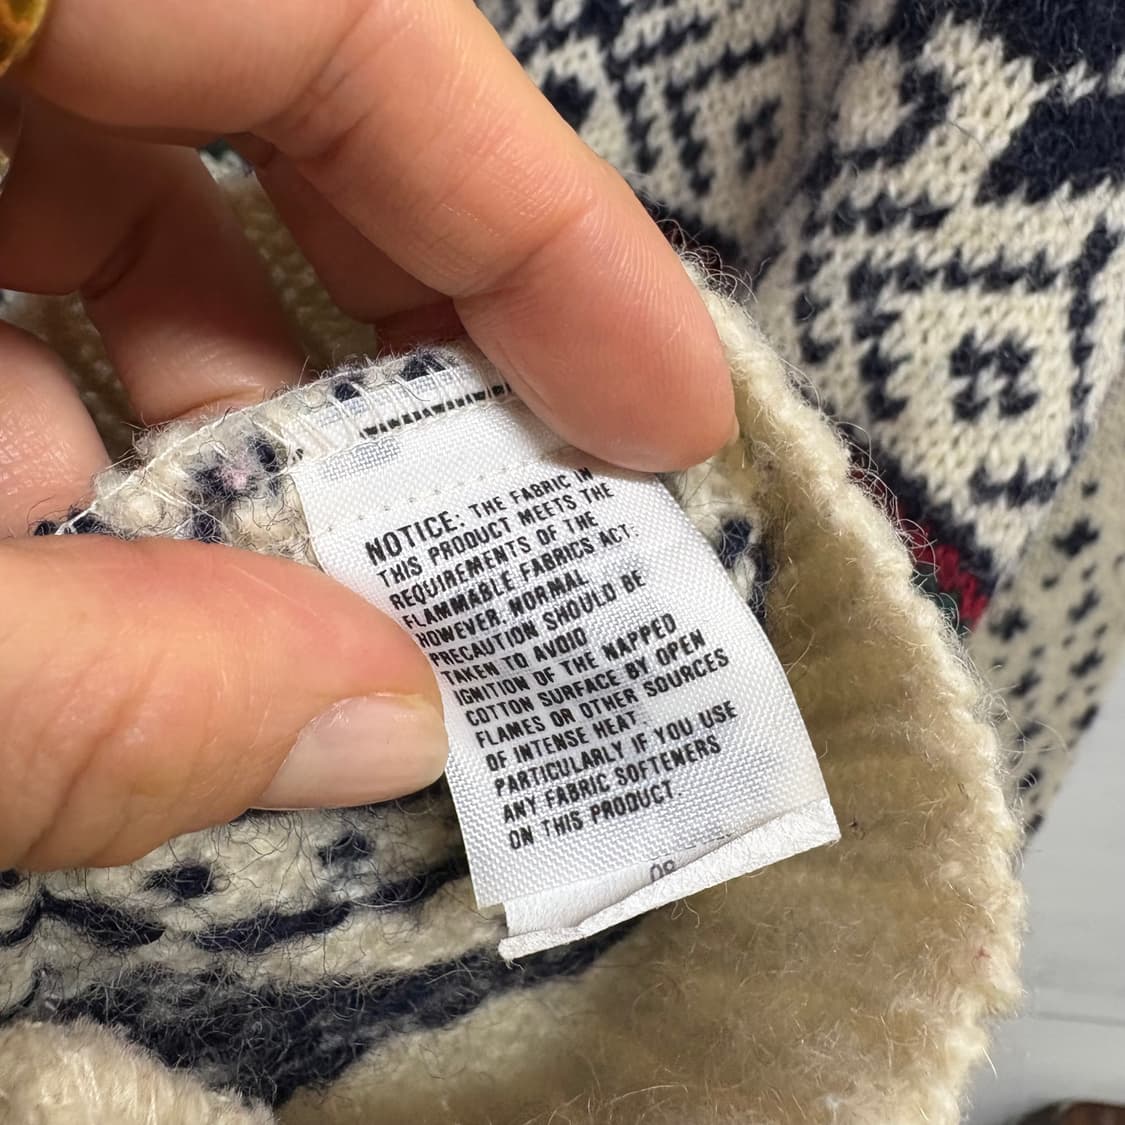 NOTICE: THE FABRIC IN
THIS PRODUCT MEETS THE
REQUIREMENTS OF THE
FLAMMABLE FABRICS ACT:
HOWEVER, NORMAL
PRECAUTION SHOULD BE
TAKEN TO AVOID
IGNITION OF THE NAPPED
COTTON SURFACE BY OPEN
FLAMES OR OTHER SOURCES
OF INTENSE HEAT
PARTICULARLY IF YOU USE
ANY FABRIC SOFTENERS
ON THIS PRODUCT.